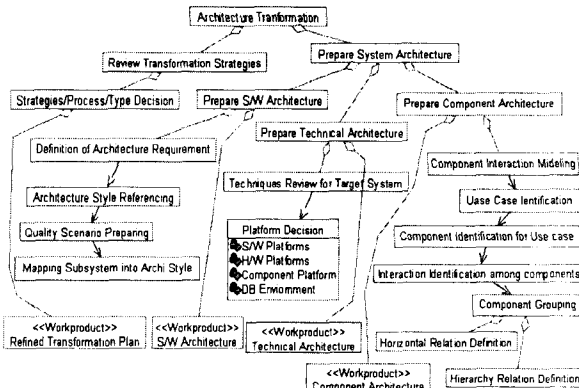 Architecture Tranformation
Review Transformation Strategies
Prepare System Architecture
Strategies/Process/Type Decision
Prepare S/W Architecture
Prepare Component Architecture
Prepare Technical Architecture
Definition of Architecture Requirement
Component Interaction Mideling
Techniques Review for Target System
Architecture Style Referencing
Uase Case Ientification
Quality Scenario Preparing
Platform Decision
S/W Platforms
H/W Platforms
Component Platform
DB Enviornment
Component Identification for Use case
Mapping Subsystem into Archi Style
Interaction Identification among components
Component Grouping
<<Workproduct>>
Refined Transformation Plan
<<Workproduct>>
S/W Architecture
<<Workproduct>>
Technical Architecture
Horizontal Relation Definition
<<Workproduct>>
Component Architecture
Hierarchy Relation Definition